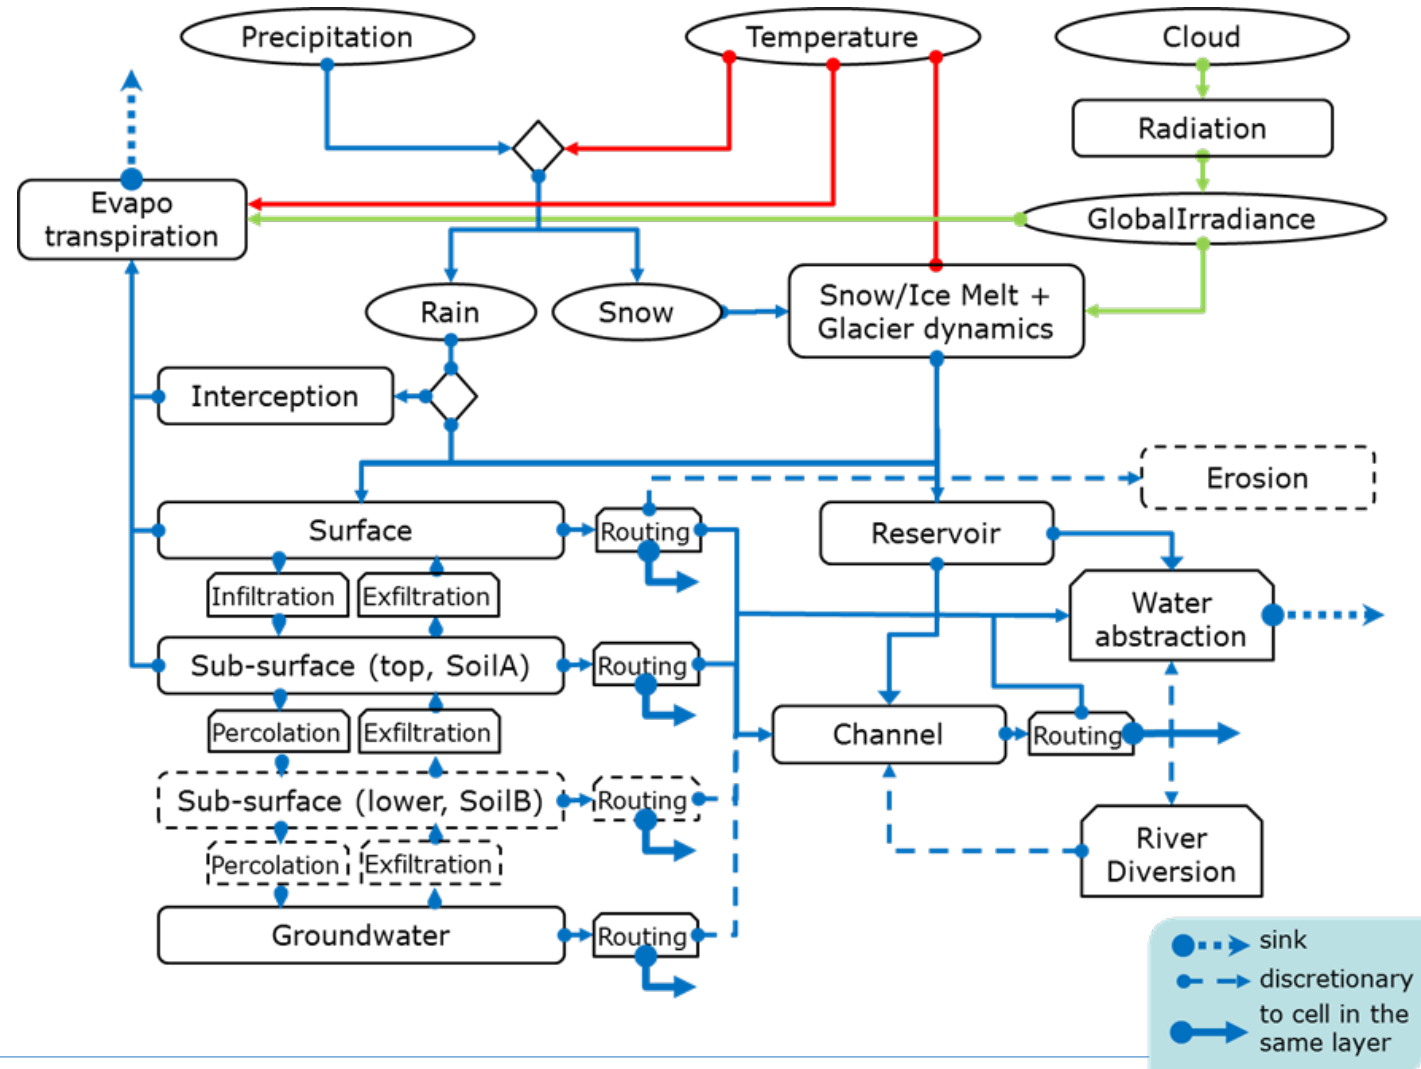 Precipitation
Temperature
Cloud
Radiation
Evapo
transpiration
GlobalIrradiance
Rain
Snow
Snow/Ice Melt +
Glacier dynamics
Interception
Erosion
Surface
Routing
Reservoir
Infiltration
Exfiltration
Water
abstraction
Sub-surface (top, SoilA)
Routing
Percolation
Exfiltration
Channel
Routing
Sub-surface (lower, SoilB)
Routing
River
Diversion
Percolation
Exfiltration
Groundwater
Routing
sink
discretionary
to cell in the
same layer